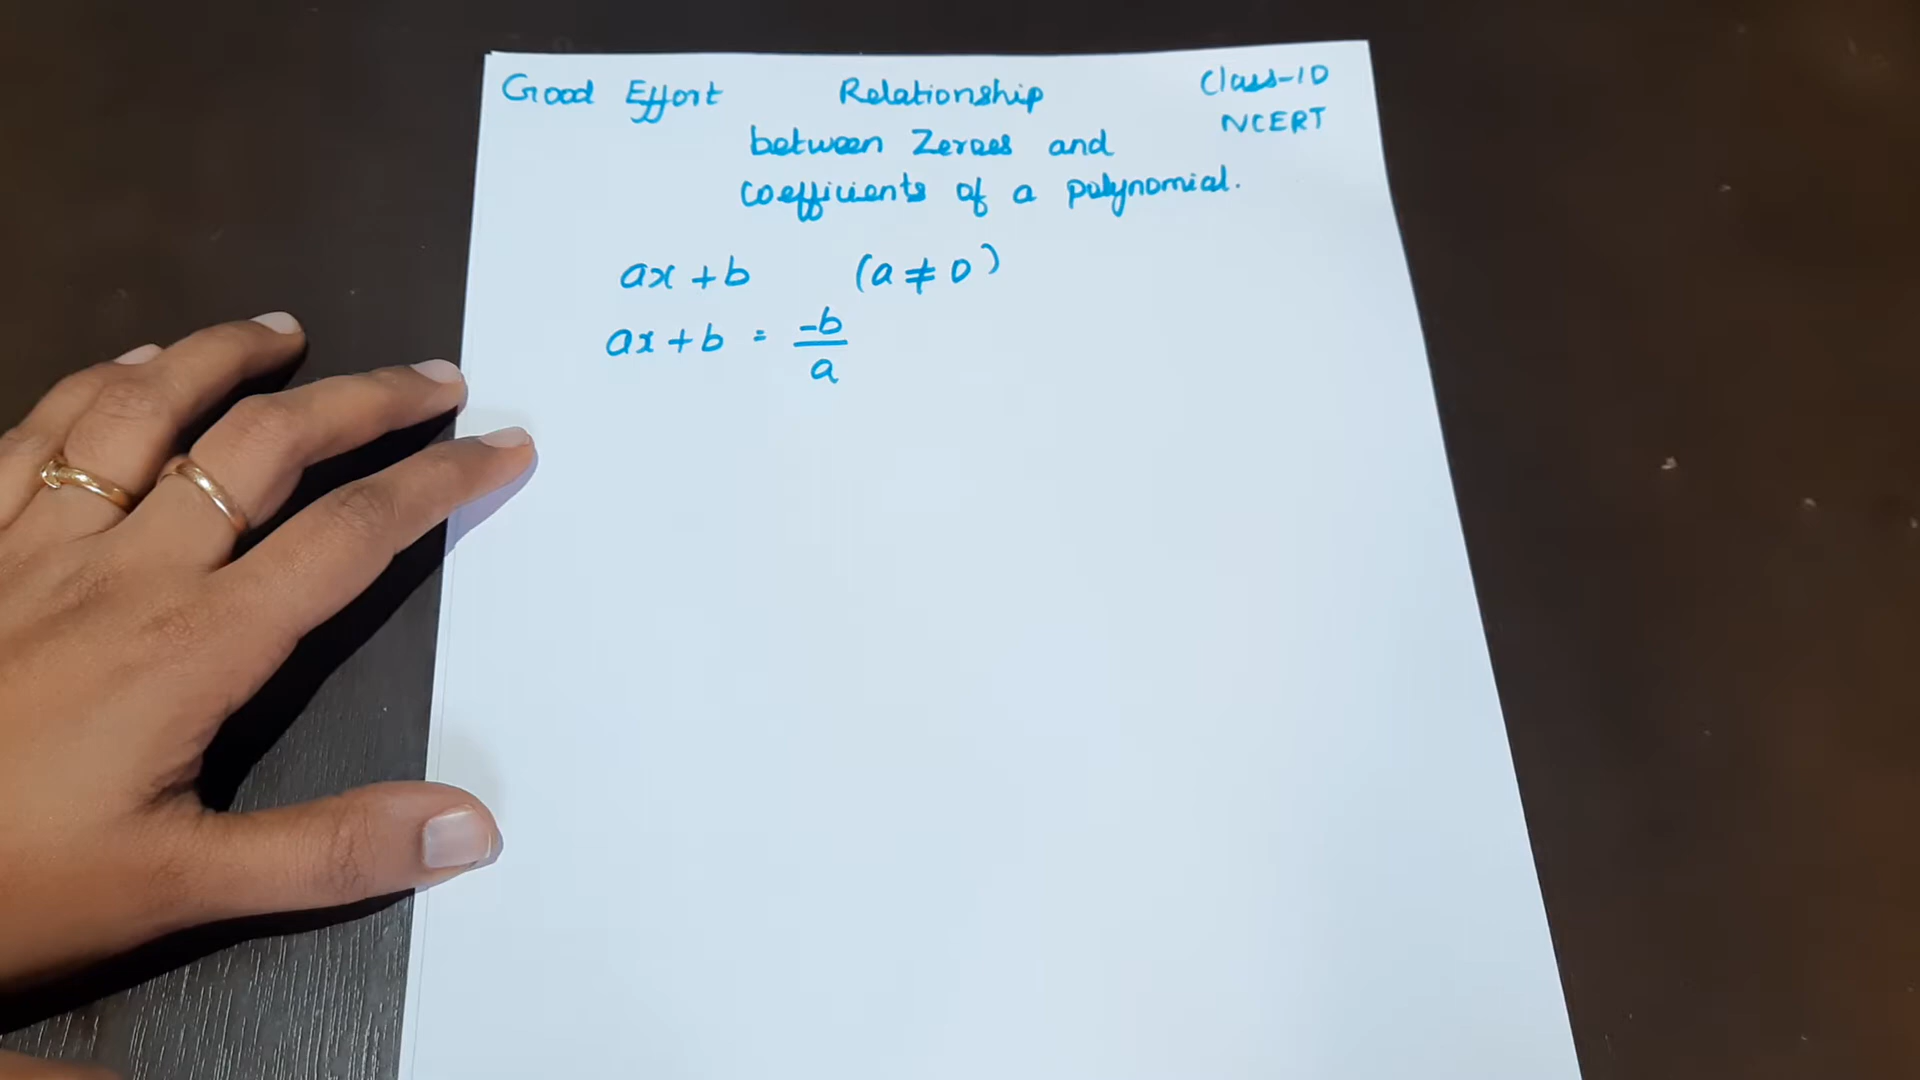 Good Effort
Relationship
between Zeroes and
coefficients of a polynomial.
Class-10
NCERT
ax + b (a ≠ 0)
ax + b = -b/a